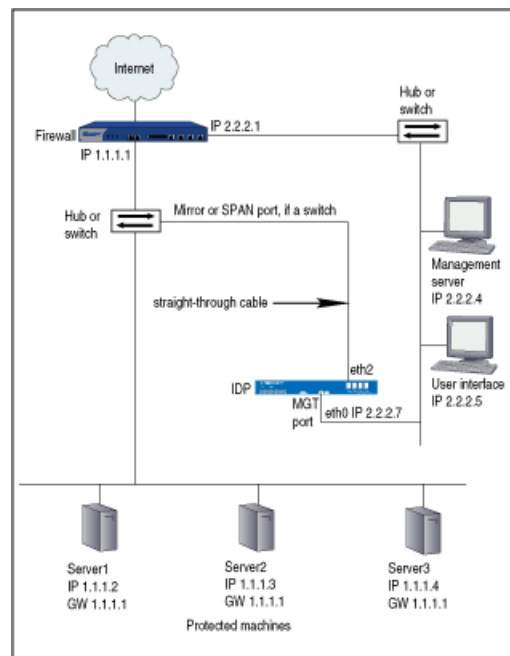 Internet
Hub or
switch
Firewall
IP 2.2.2.1
IP 1.1.1.1
Hub or
switch
Mirror or SPAN port, if a switch
Management
server
IP 2.2.2.4
straight-through cable
eth2
User interface
IP 2.2.2.5
IDP
MGT
port
eth0 IP 2.2.2.7
Server1
IP 1.1.1.2
GW 1.1.1.1
Server2
IP 1.1.1.3
GW 1.1.1.1
Server3
IP 1.1.1.4
GW 1.1.1.1
Protected machines